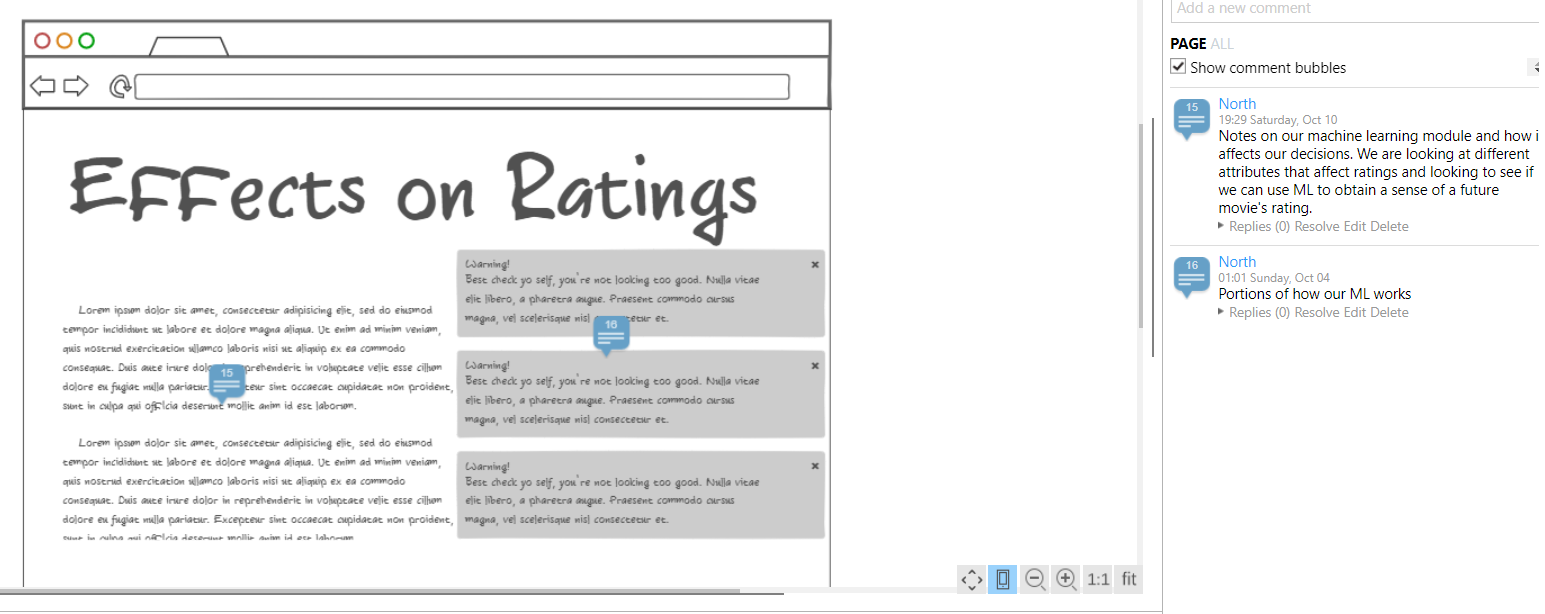 Effects on Ratings
Lorem ipsum dolor sit amet, consectetur adipisicing elit, sed do eiusmod
tempor incididunt ut labore et dolore magna aliqua. Ut enim ad minim veniam,
quis nostrud exercitation ullamco laboris nisi ut aliquip ex ea commodo
consequat. Duis aute irure dolo 15 reprehenderit in voluptate velit esse cillum
dolore eu fugiat nulla pariatur. teur sint occaecat cupidatat non proident,
sunt in culpa qui officia deserunt mollit anim id est laborum.
Lorem ipsum dolor sit amet, consectetur adipisicing elit, sed do eiusmod
tempor incididunt ut labore et dolore magna aliqua. Ut enim ad minim veniam,
quis nostrud exercitation ullamco laboris nisi ut aliquip ex ea commodo
consequat. Duis aute irure dolor in reprehenderit in voluptate velit esse cillum
dolore eu fugiat nulla pariatur. Excepteur sint occaecat cupidatat non proident,
sunt in culpa qui officia deserunt mollit anim id est laborum.
Warning!
Best check yo self, you're not looking too good. Nulla vitae
elit libero, a pharetra augue. Praesent commodo cursus
magna, vel scelerisque nisl 16 tetur et.
Warning!
Best check yo self, you're not looking too good. Nulla vitae
elit libero, a pharetra augue. Praesent commodo cursus
magna, vel scelerisque nisl consectetur et.
Warning!
Best check yo self, you're not looking too good. Nulla vitae
elit libero, a pharetra augue. Praesent commodo cursus
magna, vel scelerisque nisl consectetur et.
1:1 fit
Add a new comment
PAGE ALL
Show comment bubbles
15 North
19:29 Saturday, Oct 10
Notes on our machine learning module and how i
affects our decisions. We are looking at different
attributes that affect ratings and looking to see if
we can use ML to obtain a sense of a future
movie's rating.
Replies (0) Resolve Edit Delete
16 North
01:01 Sunday, Oct 04
Portions of how our ML works
Replies (0) Resolve Edit Delete